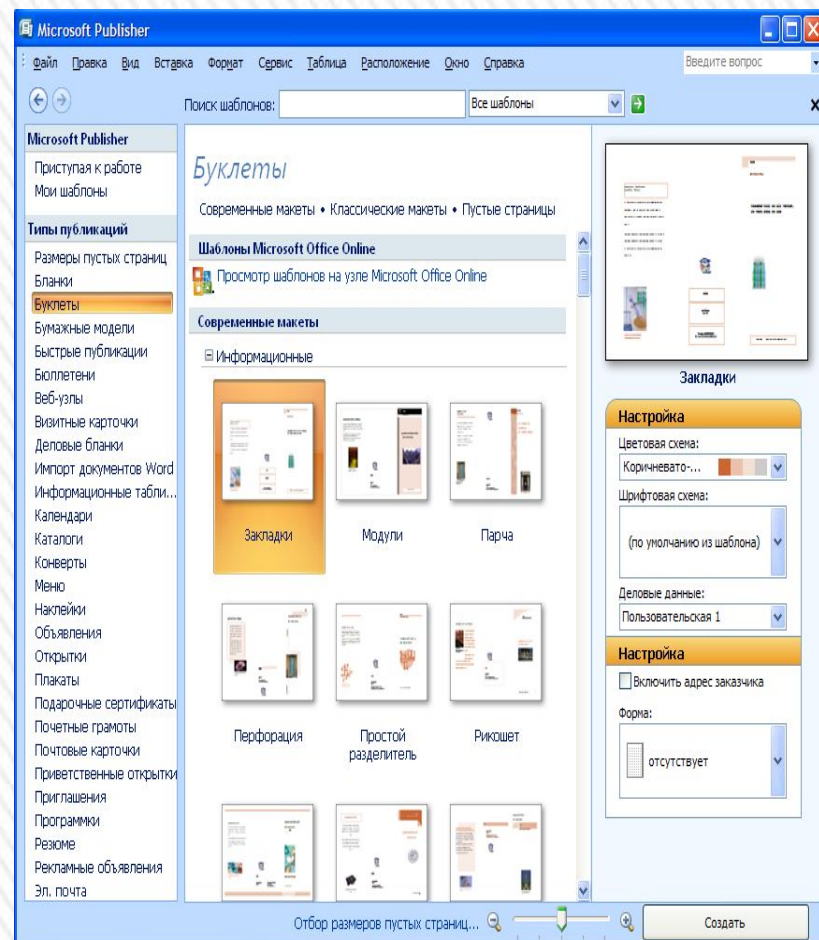 Microsoft Publisher
Файл Правка Вид Вставка Формат Сервис Таблица Расположение Окно Справка Введите вопрос
Поиск шаблонов: Все шаблоны
Microsoft Publisher
Приступая к работе
Мои шаблоны
Типы публикаций
Размеры пустых страниц
Бланки
Буклеты
Бумажные модели
Быстрые публикации
Бюллетени
Веб-узлы
Визитные карточки
Деловые бланки
Импорт документов Word
Информационные табли...
Календари
Каталоги
Конверты
Меню
Наклейки
Объявления
Открытки
Плакаты
Подарочные сертификаты
Почетные грамоты
Почтовые карточки
Приветственные открытки
Приглашения
Программки
Резюме
Рекламные объявления
Эл. почта
Буклеты
Современные макеты • Классические макеты • Пустые страницы
Шаблоны Microsoft Office Online
Просмотр шаблонов на узле Microsoft Office Online
Современные макеты
Информационные
Закладки Модули Парча
Перфорация Простой разделитель Рикошет
Закладки
Настройка
Цветовая схема:
Коричневато-...
Шрифтовая схема:
(по умолчанию из шаблона)
Деловые данные:
Пользовательская 1
Настройка
Включить адрес заказчика
Форма:
отсутствует
Отбор размеров пустых страниц...
Создать